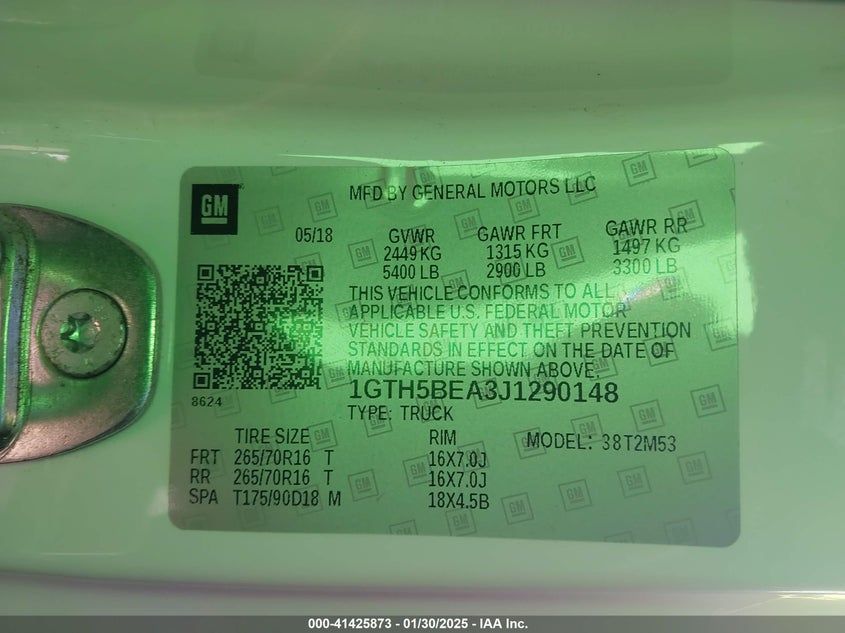 GM
MFD BY GENERAL MOTORS LLC
05/18 GVWR GAWR FRT GAWR RR
2449 KG 1315 KG 1497 KG
5400 LB 2900 LB 3300 LB
THIS VEHICLE CONFORMS TO ALL
APPLICABLE U.S. FEDERAL MOTOR
VEHICLE SAFETY AND THEFT PREVENTION
STANDARDS IN EFFECT ON THE DATE OF
MANUFACTURE SHOWN ABOVE.
8624
1GTH5BEA3J1290148
TYPE: TRUCK
TIRE SIZE RIM MODEL: 38T2M53
FRT 265/70R16 T 16X7.0J
RR 265/70R16 T 16X7.0J
SPA T175/90D18 M 18X4.5B
000-41425873 - 01/30/2025 - IAA Inc.